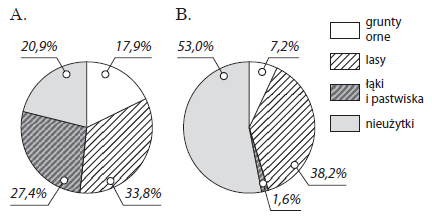 A.
20,9%
17,9%
27,4%
33,8%
B.
53,0%
7,2%
38,2%
1,6%
grunty
orne
lasy
łąki
i pastwiska
nieużytki